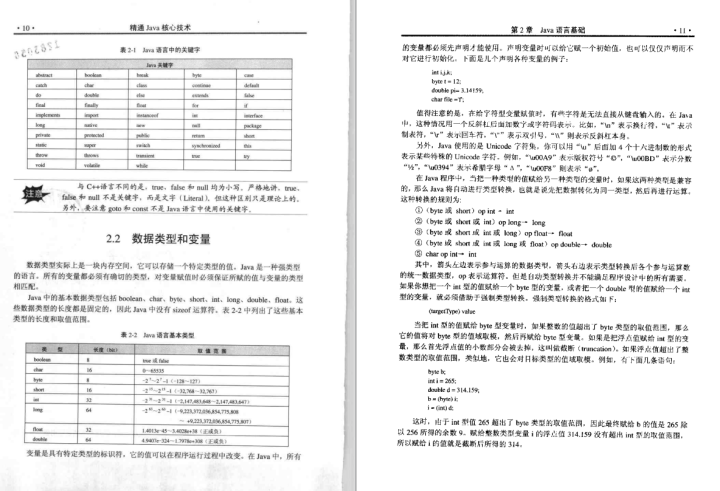 ·10·
精通 Java 核心技术
表 2-1 Java 语言中的关键字
Java 关键字
abstract boolean break byte case
catch char class continue default
do double else extends false
final finally float for if
implements import instanceof int interface
long native new null package
private protected public return short
static super switch synchronized this
throw throws transient true try
void volatile while
注意
与 C++语言不同的是，true、false 和 null 均为小写。严格地讲，true、
false 和 null 不是关键字，而是文字（Literal），但这种区别只是理论上的。
另外，要注意 goto 和 const 不是 Java 语言中使用的关键字。
2.2 数据类型和变量
数据类型实际上是一块内存空间，它可以存储一个特定类型的值。Java 是一种强类型
的语言。所有的变量都必须有确切的类型，对变量赋值时必须保证所赋的值与变量的类型
相匹配。
Java 中的基本数据类型包括 boolean、char、byte、short、int、long、double、float。这
些数据类型的长度都是固定的，因此 Java 中没有 sizeof 运算符。表 2-2 中列出了这些基本
类型的长度和取值范围。
表 2-2 Java 语言基本类型
类 型 长度（bit） 取 值 范 围
boolean 8 true 或 false
char 16 0~65535
byte 8 -2⁷~2⁷-1（-128~127）
short 16 -2¹⁵~2¹⁵-1（-32,768~32,767）
int 32 -2³¹~2³¹-1（-2,147,483,648~2,147,483,647）
long 64 -2⁶³~2⁶³-1（-9,223,372,036,854,775,808
~ +9,223,372,036,854,775,807）
float 32 1.4013e-45~3.4028e+38（正或负）
double 64 4.9407e-324~1.7976e+308（正或负）
变量是具有特定类型的标识符，它的值可以在程序运行过程中改变。在 Java 中，所有
第 2 章 Java 语言基础
·11·
的变量都必须先声明才能使用。声明变量时可以给它赋一个初始值，也可以仅仅声明而不
对它进行初始化。下面是几个声明各种变量的例子：
int i,j,k;
byte t = 12;
double pi= 3.14159;
char file ='T';
值得注意的是，在给字符型变量赋值时，有些字符是无法直接从键盘输入的。在 Java
中，这种情况用一个反斜杠后面加数字或字符码表示。比如，“\n”表示换行符，“\t”表示
制表符，“\r”表示回车符，“\"”表示双引号，“\\”则表示反斜杠本身。
另外，Java 使用的是 Unicode 字符集。你可以用“\u”后面加 4 个十六进制数的形式
表示某些特殊的 Unicode 字符。例如，“\u00A9”表示版权符号“©”，“\u00BD”表示分数
“½”，“\u0394”表示希腊字母“Δ”，“\u00F8”则表示“ø”。
在 Java 程序中，当把一种类型的值赋给另一种类型的变量时，如果这两种类型是兼容
的，那么 Java 将自动进行类型转换，也就是说先把数据转化为同一类型，然后再进行运算。
这种转换的规则为：
①（byte 或 short）op int → int
②（byte 或 short 或 int）op long→ long
③（byte 或 short 或 int 或 long）op float→ float
④（byte 或 short 或 int 或 long 或 float）op double→ double
⑤ char op int→ int
其中，箭头左边表示参与运算的数据类型，箭头右边表示类型转换后各个参与运算数
的统一数据类型，op 表示运算符。但是自动类型转换并不能满足程序设计中的所有需要。
如果你想把一个 int 型的值赋给一个 byte 型的变量，或者把一个 double 型的值赋给一个 int
型的变量，就必须借助于强制类型转换。强制类型转换的格式如下：
(targetType) value
当把 int 型的值赋给 byte 型变量时，如果整数的值超出了 byte 类型的取值范围，那么
它的值将对 byte 型的值域取模，然后再赋给 byte 型变量。如果是把浮点值赋给 int 型的变
量，那么首先浮点值的小数部分会被去掉，这叫做截断（truncation）。如果浮点值超出了整
数类型的取值范围，类似地，它也会对目标类型的值域取模。例如，有下面几条语句：
byte b;
int i = 265;
double d = 314.159;
b = (byte) i;
i = (int) d;
这时，由于 int 型值 265 超出了 byte 类型的取值范围，因此最终赋给 b 的值是 265 除
以 256 所得的余数 9。赋给整数类型变量 i 的浮点值 314.159 没有超出 int 型的取值范围，
所以赋给 i 的值就是截断后所得的 314。